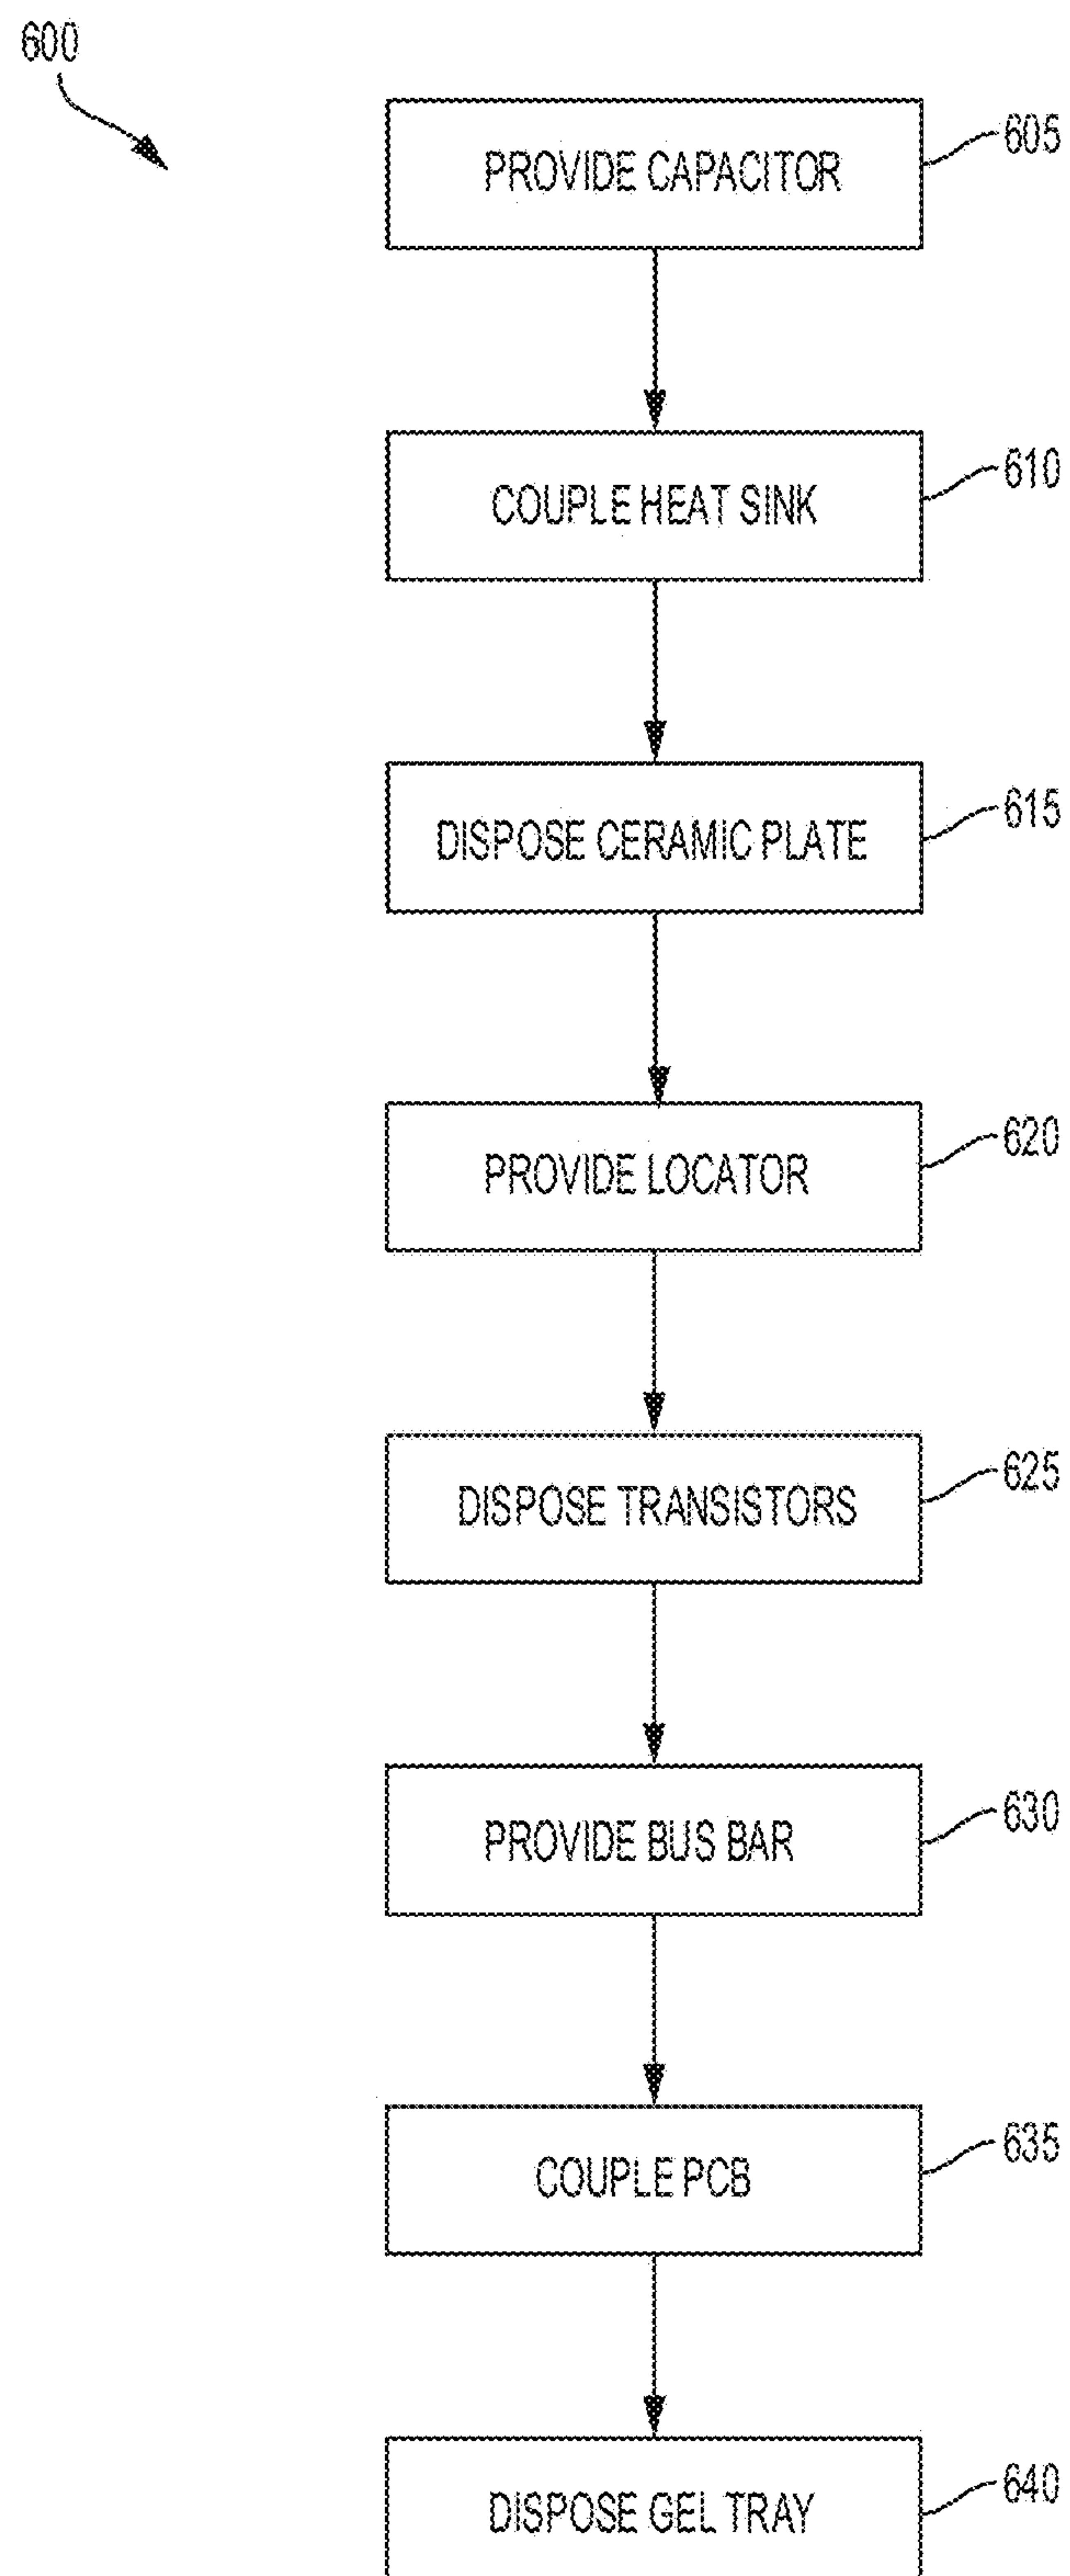 600
PROVIDE CAPACITOR
605
COUPLE HEAT SINK
610
DISPOSE CERAMIC PLATE
615
PROVIDE LOCATOR
620
DISPOSE TRANSISTORS
625
PROVIDE BUS BAR
630
COUPLE PCB
635
DISPOSE GEL TRAY
640